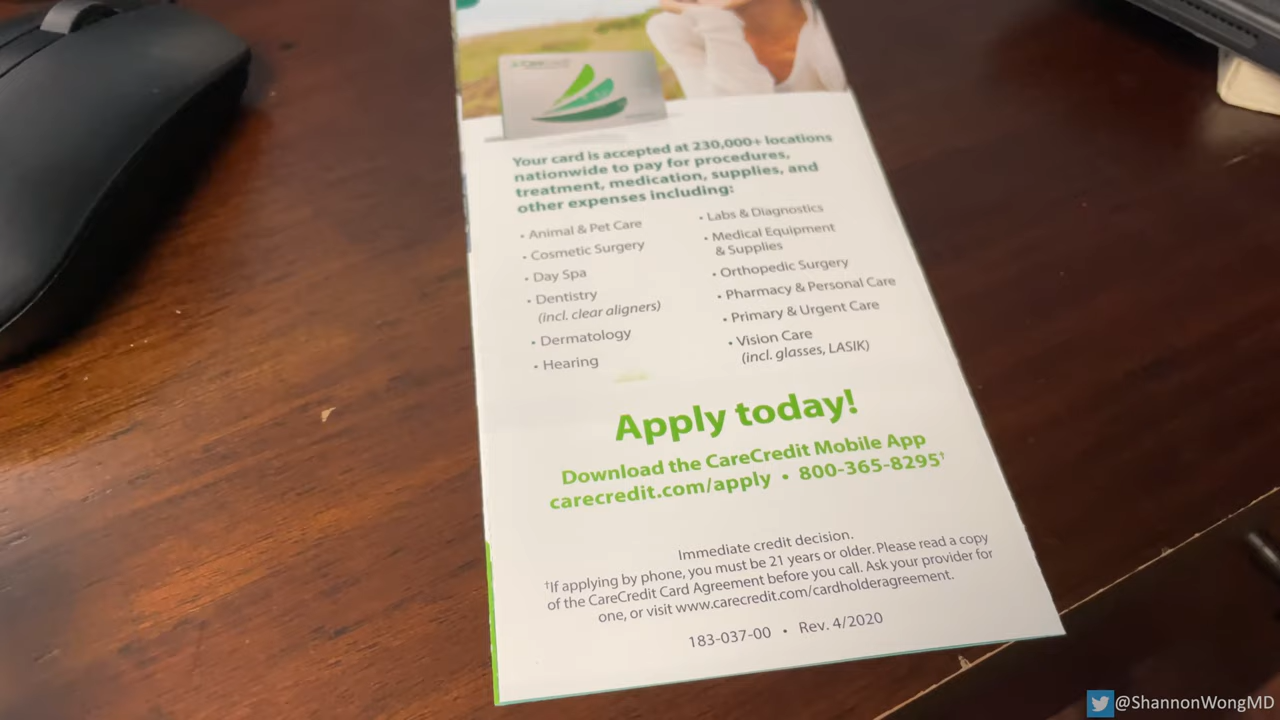 CareCredit
Your card is accepted at 230,000+ locations
nationwide to pay for procedures,
treatment, medication, supplies, and
other expenses including:
• Animal & Pet Care
• Cosmetic Surgery
• Day Spa
• Dentistry
(incl. clear aligners)
• Dermatology
• Hearing
• Labs & Diagnostics
• Medical Equipment
& Supplies
• Orthopedic Surgery
• Pharmacy & Personal Care
• Primary & Urgent Care
• Vision Care
(incl. glasses, LASIK)
Apply today!
Download the CareCredit Mobile App
carecredit.com/apply • 800-365-8295†
Immediate credit decision.
†If applying by phone, you must be 21 years or older. Please read a copy
of the CareCredit Card Agreement before you call. Ask your provider for
one, or visit www.carecredit.com/cardholderagreement.
183-037-00 • Rev. 4/2020
@ShannonWongMD